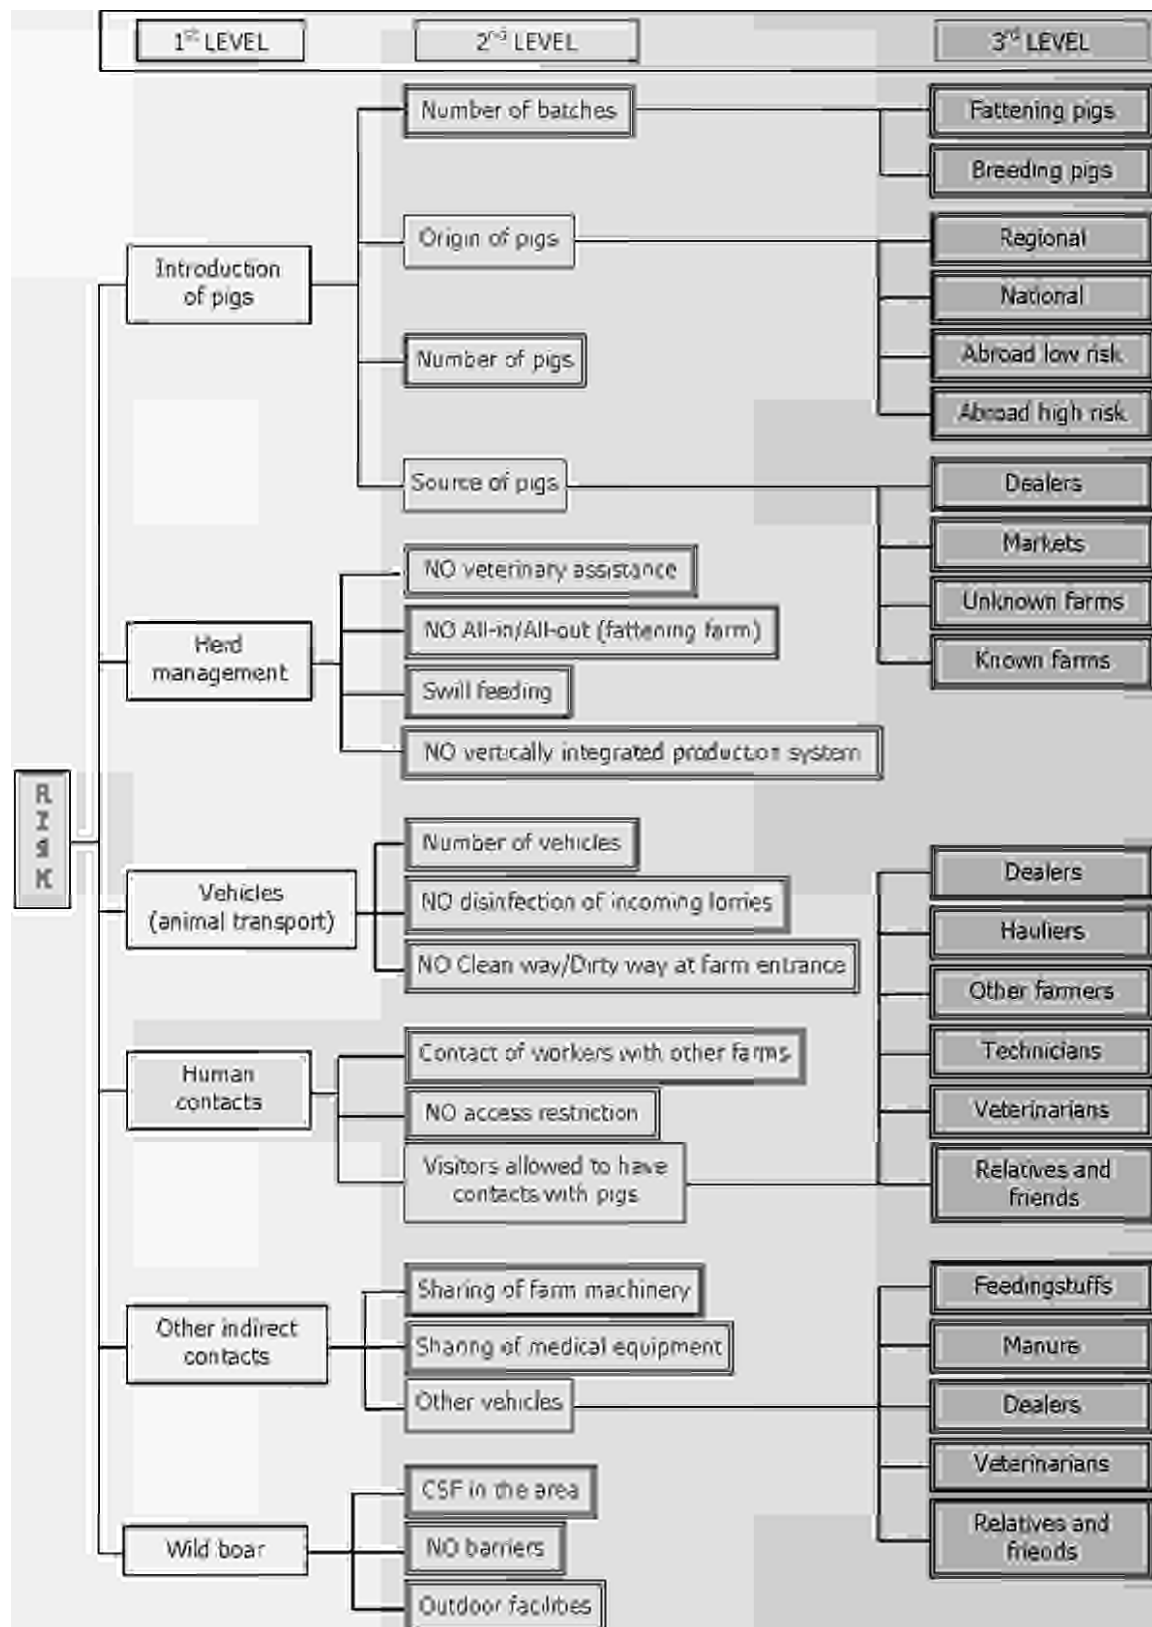 1st LEVEL
2nd LEVEL
3rd LEVEL
RISK
Introduction
of pigs
Number of batches
Fattening pigs
Breeding pigs
Origin of pigs
Regional
National
Abroad low risk
Abroad high risk
Number of pigs
Source of pigs
Dealers
Markets
Unknown farms
Known farms
Herd
management
NO veterinary assistance
NO All-in/All-out (fattening farm)
Swill feeding
NO vertically integrated production system
Vehicles
(animal transport)
Number of vehicles
NO disinfection of incoming lorries
NO Clean way/Dirty way at farm entrance
Human
contacts
Contact of workers with other farms
NO access restriction
Visitors allowed to have
contacts with pigs
Dealers
Hauliers
Other farmers
Technicians
Veterinarians
Relatives and
friends
Other indirect
contacts
Sharing of farm machinery
Sharing of medical equipment
Other vehicles
Feedingstuffs
Manure
Dealers
Veterinarians
Relatives and
friends
Wild boar
CSF in the area
NO barriers
Outdoor facilities